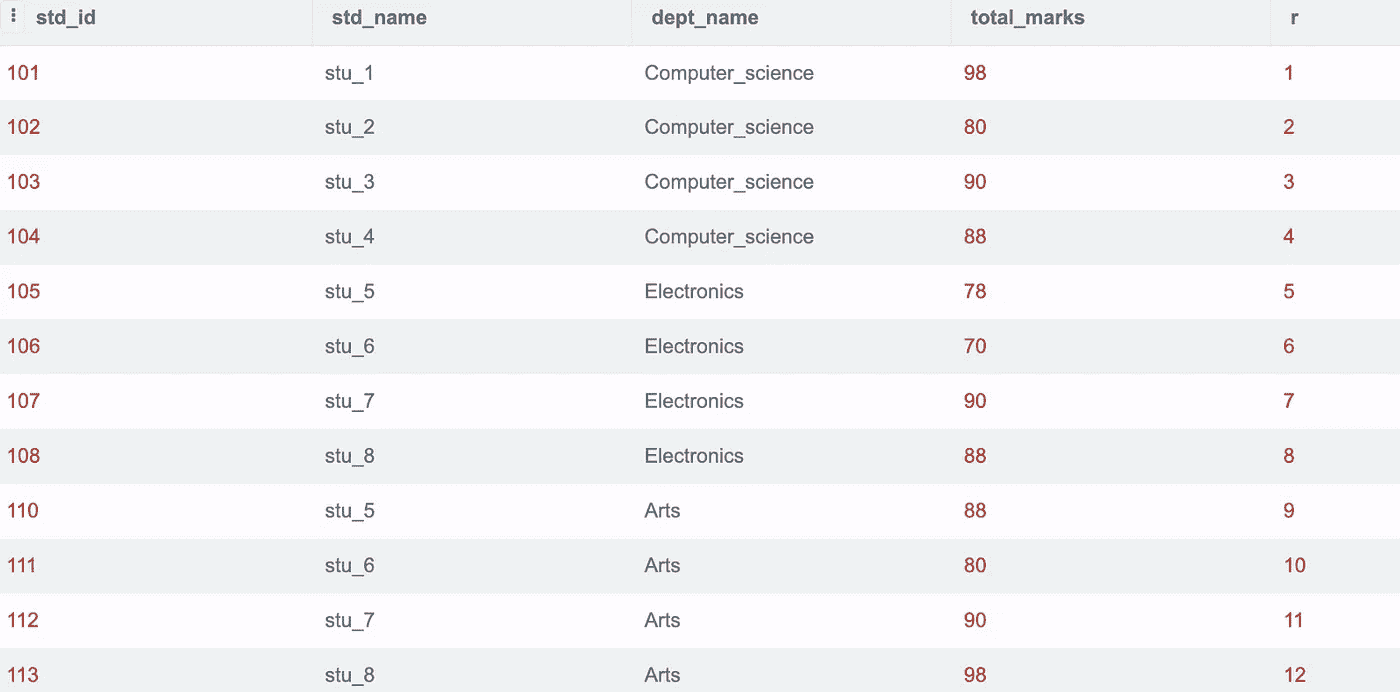 std_id std_name dept_name total_marks r
101 stu_1 Computer_science 98 1
102 stu_2 Computer_science 80 2
103 stu_3 Computer_science 90 3
104 stu_4 Computer_science 88 4
105 stu_5 Electronics 78 5
106 stu_6 Electronics 70 6
107 stu_7 Electronics 90 7
108 stu_8 Electronics 88 8
110 stu_5 Arts 88 9
111 stu_6 Arts 80 10
112 stu_7 Arts 90 11
113 stu_8 Arts 98 12